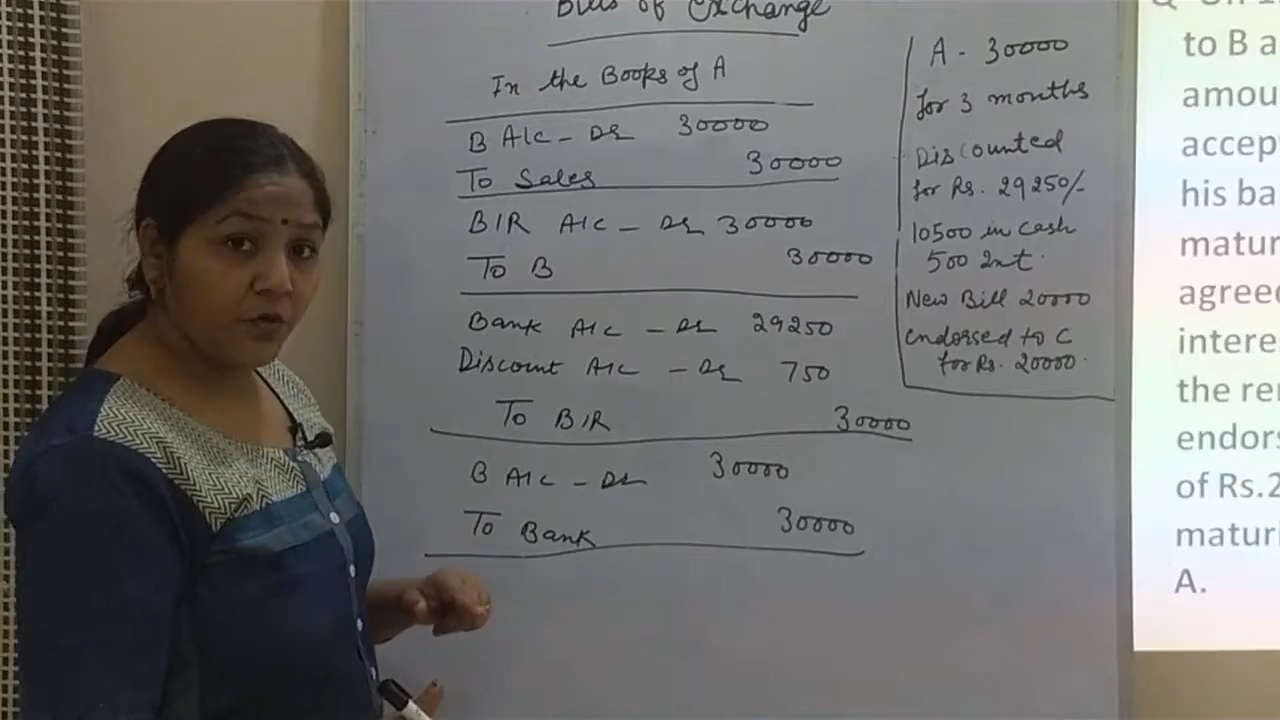 Bills of Exchange
In the Books of A
B A/C - Dr 30000
To Sales 30000
B/R A/C - Dr 30000
To B 30000
Bank A/C - Dr 29250
Discount A/C - Dr 750
To B/R 30000
B A/C - Dr 30000
To Bank 30000
A - 30000
for 3 months
Discounted
for Rs. 29250/-
10500 in cash
500 Int.
New Bill 20000
endorsed to C
for Rs. 20000.
to B a
amou
accep
his ba
matur
agreed
intere
the re
endors
of Rs.2
matur
A.